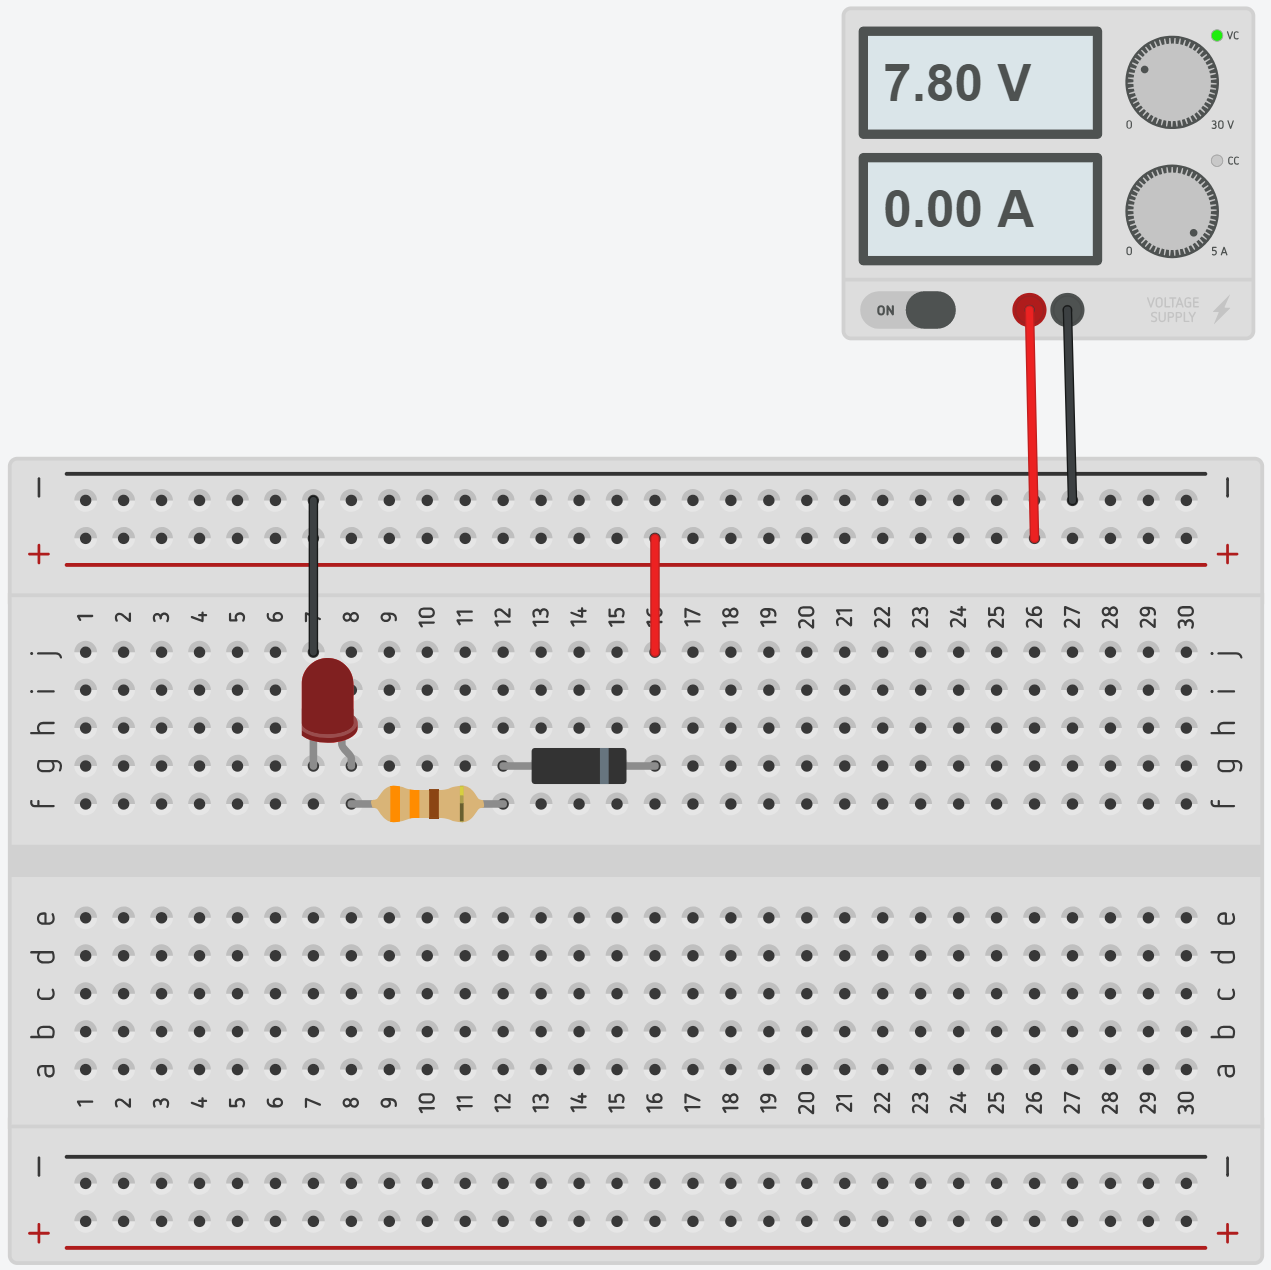 7.80 V
VC
0
30 V
0.00 A
CC
0
5 A
ON
VOLTAGE
SUPPLY
− −
+ +
1 2 3 4 5 6 7 8 9 10 11 12 13 14 15 16 17 18 19 20 21 22 23 24 25 26 27 28 29 30
j j
i i
h h
g g
f f
e e
d d
c c
b b
a a
1 2 3 4 5 6 7 8 9 10 11 12 13 14 15 16 17 18 19 20 21 22 23 24 25 26 27 28 29 30
− −
+ +